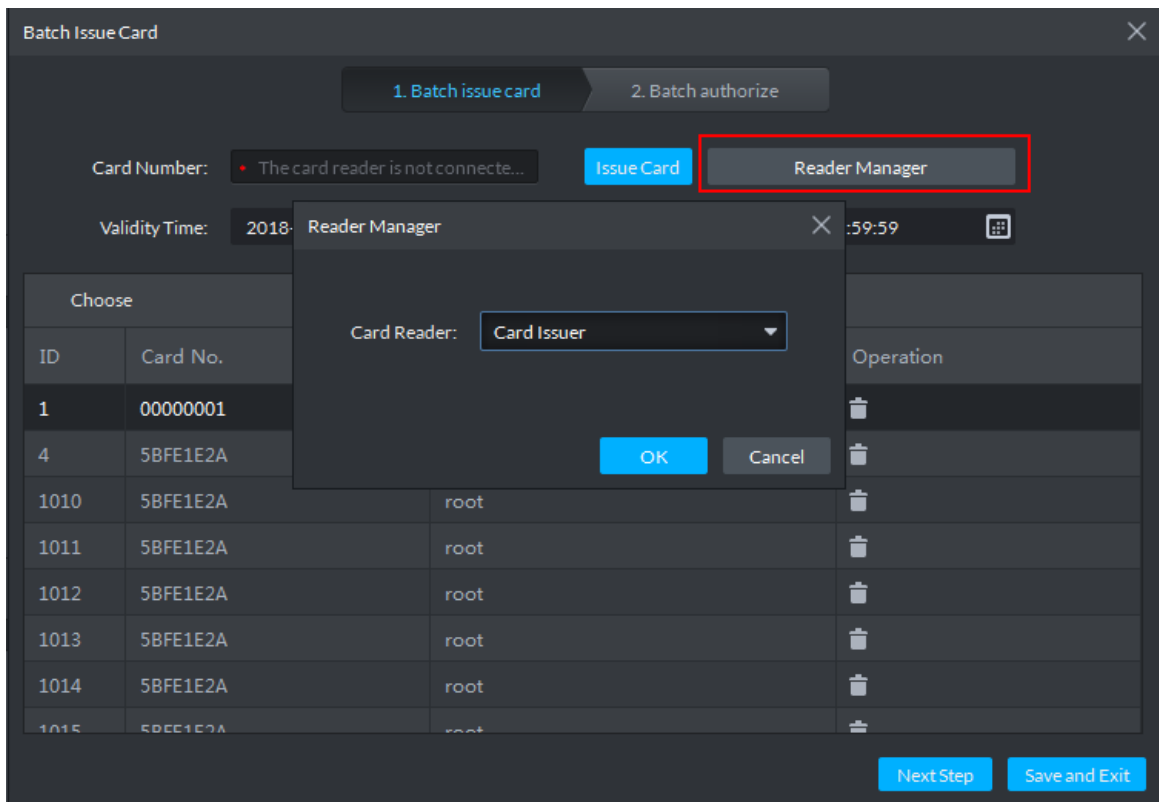 Batch Issue Card
1. Batch issue card 2. Batch authorize
Card Number: • The card reader is not connecte... Issue Card Reader Manager
Validity Time: 2018- :59:59
Reader Manager
Choose
Card Reader: Card Issuer
ID Card No. Operation
1 00000001
4 5BFE1E2A
OK Cancel
1010 5BFE1E2A root
1011 5BFE1E2A root
1012 5BFE1E2A root
1013 5BFE1E2A root
1014 5BFE1E2A root
1015 5BFE1E2A root
Next Step Save and Exit